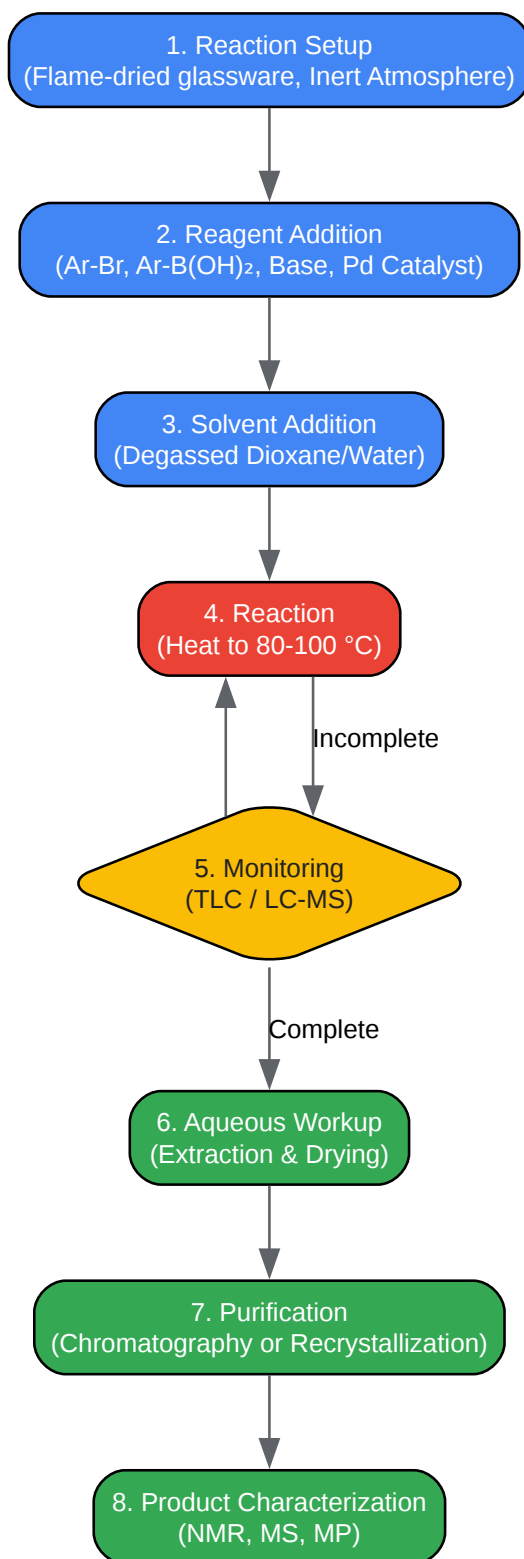 1. Reaction Setup
(Flame-dried glassware, Inert Atmosphere)
2. Reagent Addition
(Ar-Br, Ar-B(OH)₂, Base, Pd Catalyst)
3. Solvent Addition
(Degassed Dioxane/Water)
4. Reaction
(Heat to 80-100 °C)
Incomplete
5. Monitoring
(TLC / LC-MS)
Complete
6. Aqueous Workup
(Extraction & Drying)
7. Purification
(Chromatography or Recrystallization)
8. Product Characterization
(NMR, MS, MP)